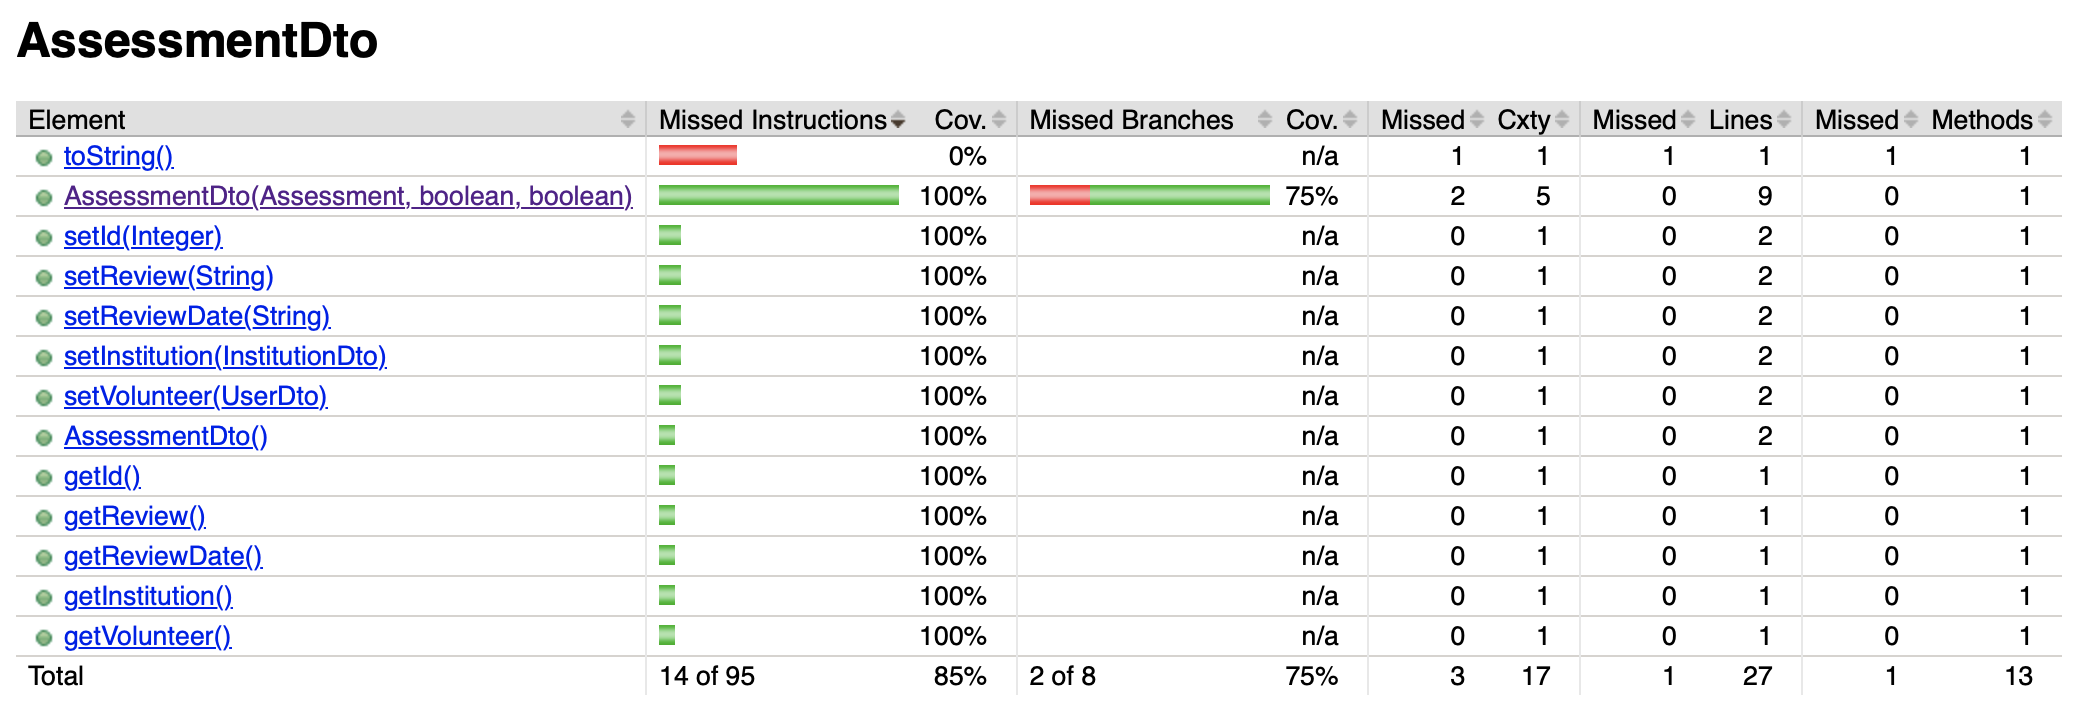 AssessmentDto
Element Missed Instructions Cov. Missed Branches Cov. Missed Cxty Missed Lines Missed Methods
toString() 0% n/a 1 1 1 1 1 1
AssessmentDto(Assessment, boolean, boolean) 100% 75% 2 5 0 9 0 1
setId(Integer) 100% n/a 0 1 0 2 0 1
setReview(String) 100% n/a 0 1 0 2 0 1
setReviewDate(String) 100% n/a 0 1 0 2 0 1
setInstitution(InstitutionDto) 100% n/a 0 1 0 2 0 1
setVolunteer(UserDto) 100% n/a 0 1 0 2 0 1
AssessmentDto() 100% n/a 0 1 0 2 0 1
getId() 100% n/a 0 1 0 1 0 1
getReview() 100% n/a 0 1 0 1 0 1
getReviewDate() 100% n/a 0 1 0 1 0 1
getInstitution() 100% n/a 0 1 0 1 0 1
getVolunteer() 100% n/a 0 1 0 1 0 1
Total 14 of 95 85% 2 of 8 75% 3 17 1 27 1 13